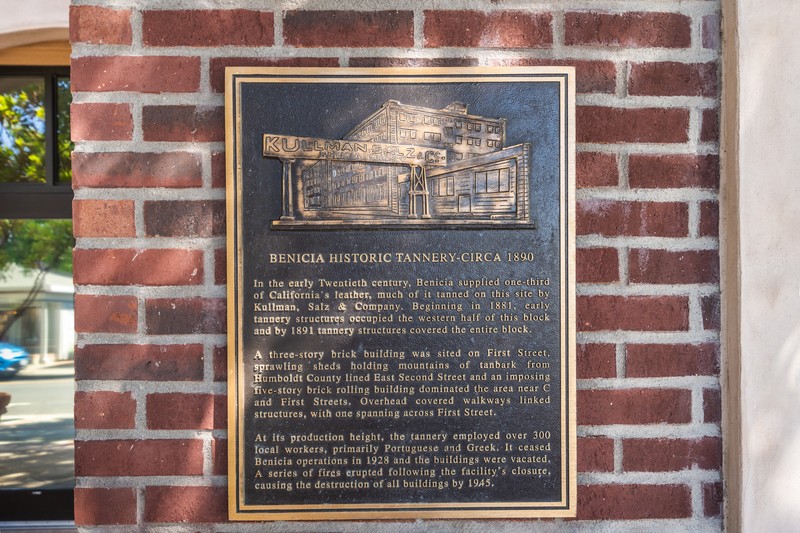 KULLMAN, SALZ & CO.
BENICIA HISTORIC TANNERY-CIRCA 1890
In the early Twentieth century, Benicia supplied one-third
of California's leather, much of it tanned on this site by
Kullman, Salz & Company. Beginning in 1881, early
tannery structures occupied the western half of this block
and by 1891 tannery structures covered the entire block.
A three-story brick building was sited on First Street,
sprawling sheds holding mountains of tanbark from
Humboldt County lined East Second Street and an imposing
five-story brick rolling building dominated the area near C
and First Streets. Overhead covered walkways linked
structures, with one spanning across First Street.
At its production height, the tannery employed over 300
local workers, primarily Portuguese and Greek. It ceased
Benicia operations in 1928 and the buildings were vacated.
A series of fires erupted following the facility's closure,
causing the destruction of all buildings by 1945.